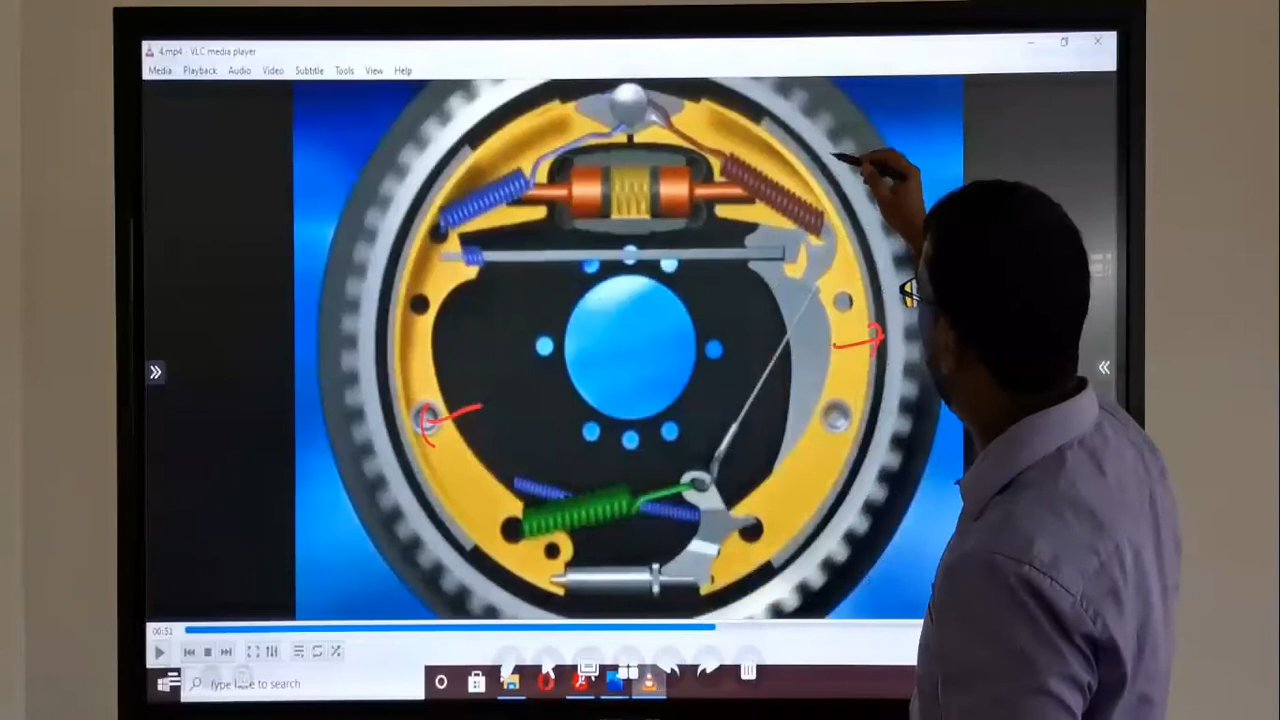 4.mp4 - VLC media player
Media Playback Audio Video Subtitle Tools View Help
00:51
Type here to search